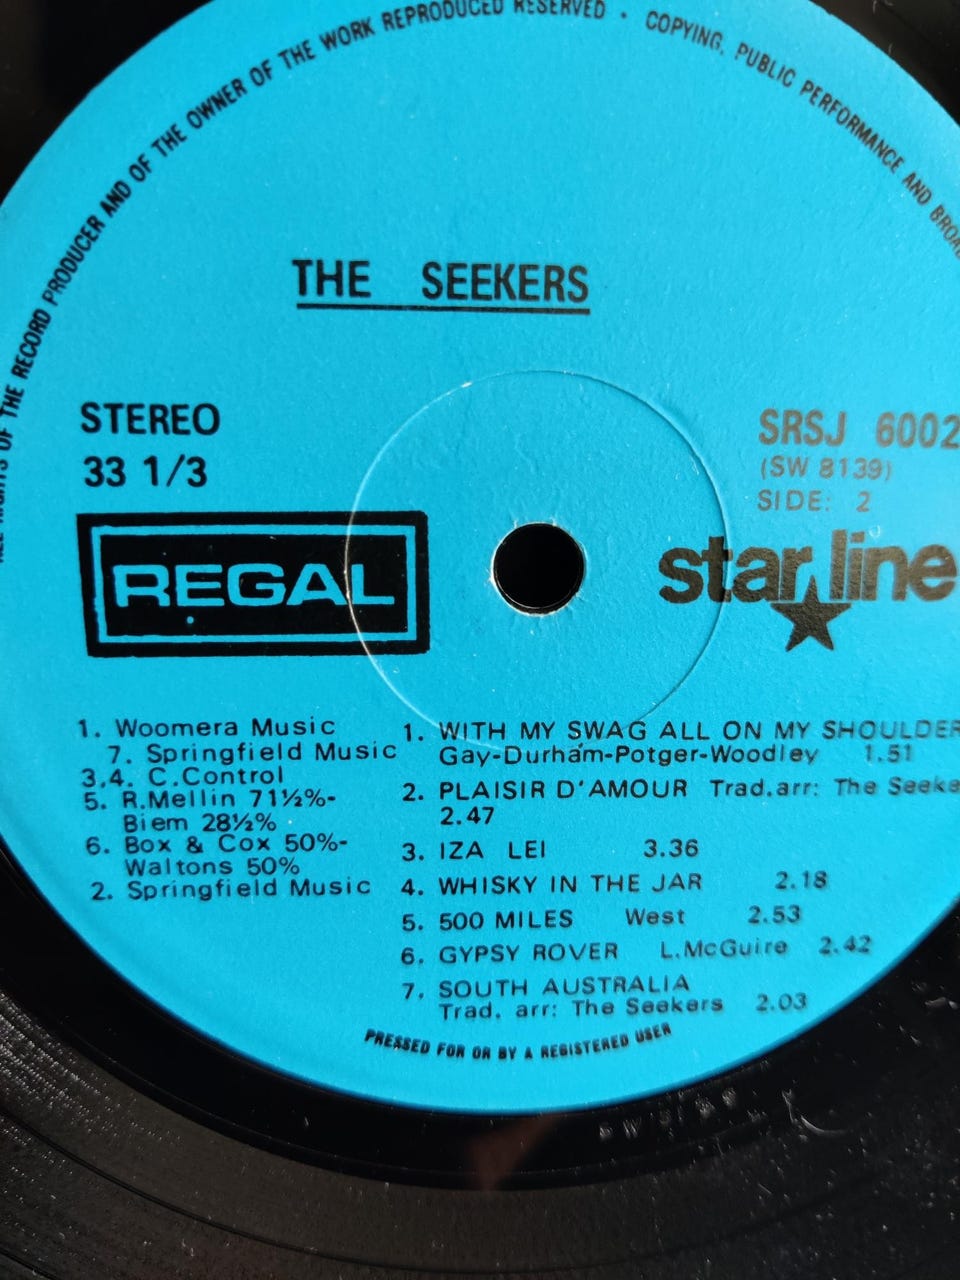 ALL RIGHTS OF THE RECORD PRODUCER AND OF THE OWNER OF THE WORK REPRODUCED RESERVED · COPYING, PUBLIC PERFORMANCE AND
THE SEEKERS
STEREO
33 1/3
SRSJ 6002
(SW 8139)
SIDE: 2
REGAL
starline
1. Woomera Music
7. Springfield Music
3.4. C.Control
5. R.Mellin 71½%-
Biem 28½%
6. Box & Cox 50%-
Waltons 50%
2. Springfield Music
1. WITH MY SWAG ALL ON MY SHOULDER
Gay-Durham-Potger-Woodley 1.51
2. PLAISIR D'AMOUR Trad.arr: The Seeke
2.47
3. IZA LEI 3.36
4. WHISKY IN THE JAR 2.18
5. 500 MILES West 2.53
6. GYPSY ROVER L.McGuire 2.42
7. SOUTH AUSTRALIA
Trad. arr: The Seekers 2.03
PRESSED FOR OR BY A REGISTERED USER